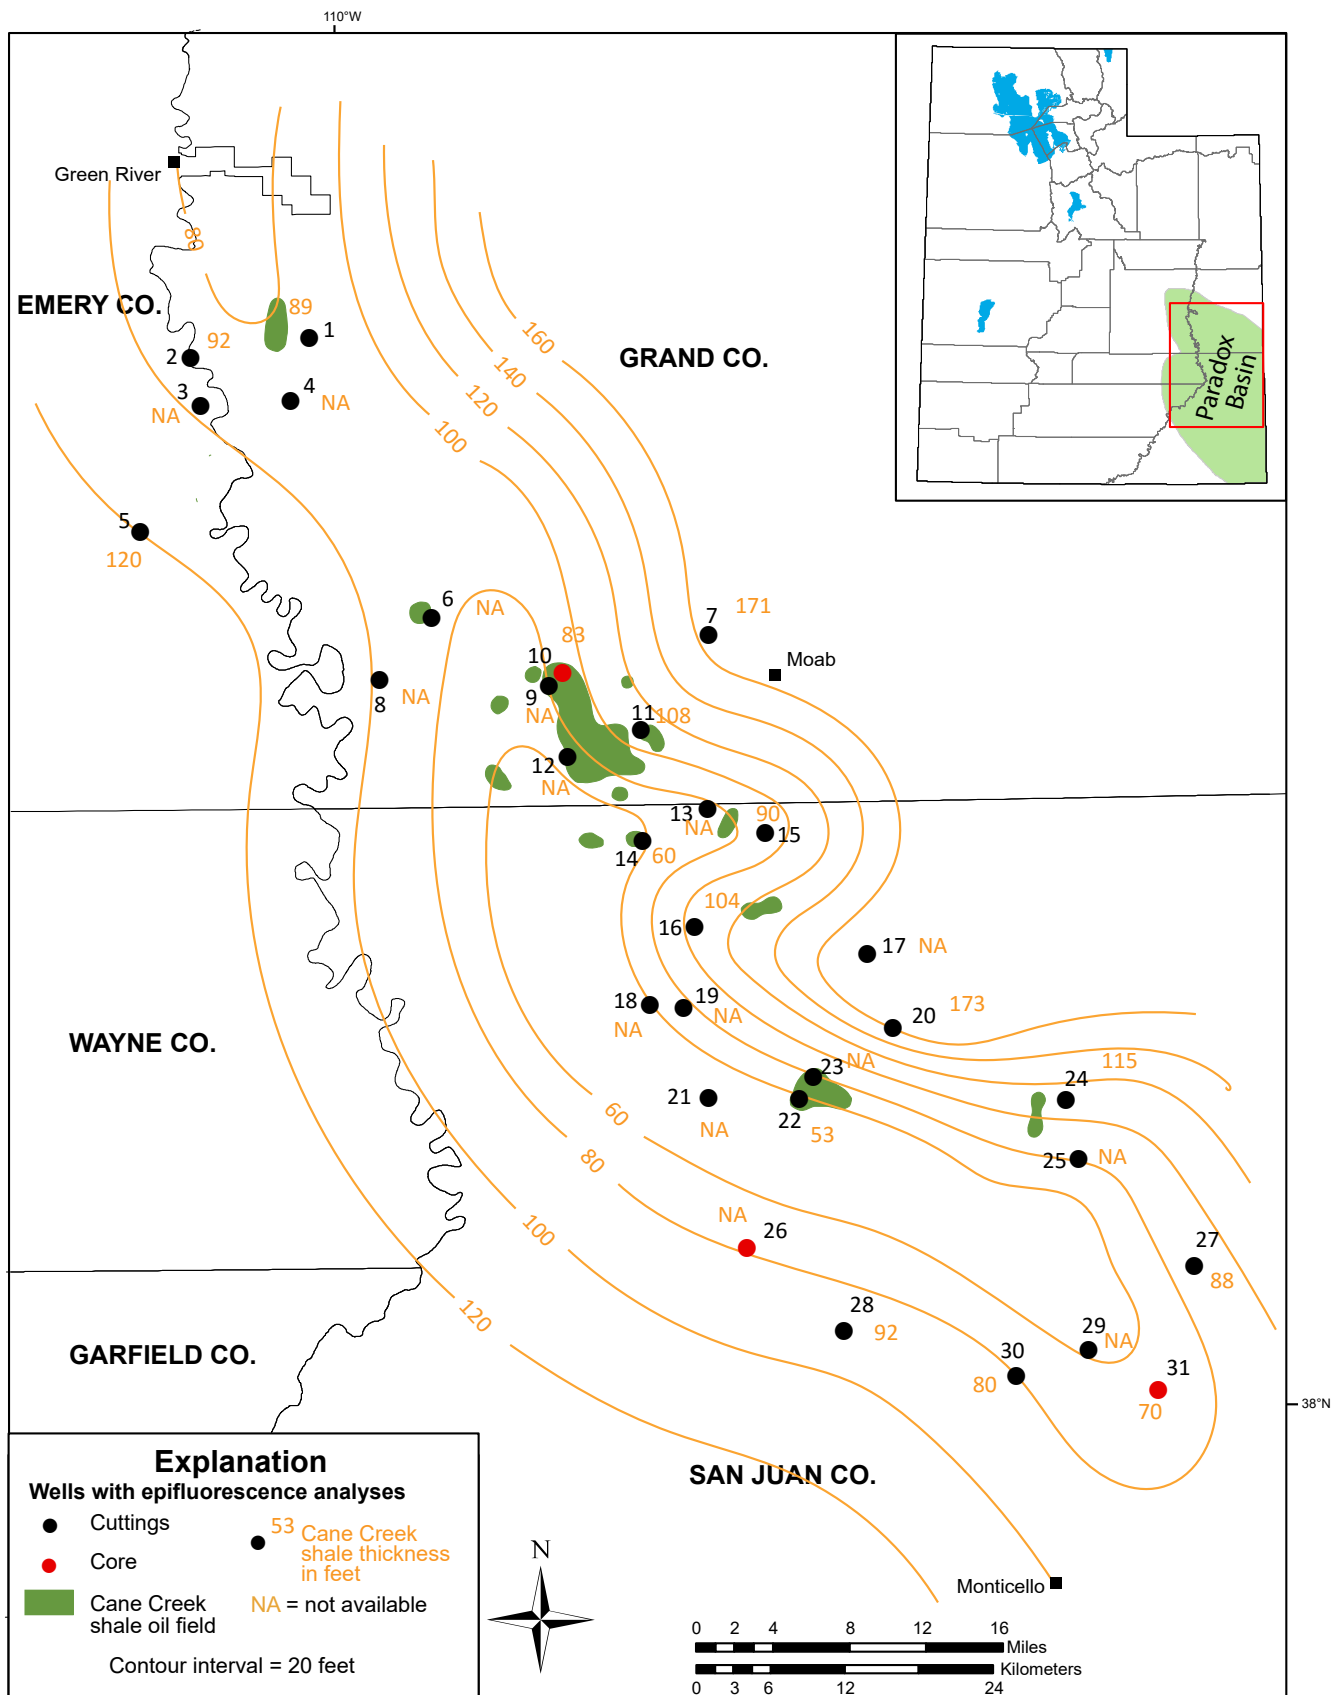 110°W
Green River
80
EMERY CO.
89
1
92
2
3
NA
4
NA
160
140
120
100
GRAND CO.
Paradox
Basin
5
120
6
NA
7
171
Moab
8
NA
83
10
9
NA
11
108
12
NA
13
NA
90
15
14
60
104
16
17
NA
18
NA
19
NA
20
173
WAYNE CO.
21
NA
23
NA
22
53
115
24
25
NA
60
80
100
120
NA
26
27
88
28
92
29
NA
30
80
31
70
GARFIELD CO.
38°N
SAN JUAN CO.
Monticello
Explanation
Wells with epifluorescence analyses
Cuttings
Core
Cane Creek
shale oil field
53 Cane Creek
shale thickness
in feet
NA = not available
Contour interval = 20 feet
N
0 2 4 8 12 16
Miles
Kilometers
0 3 6 12 24